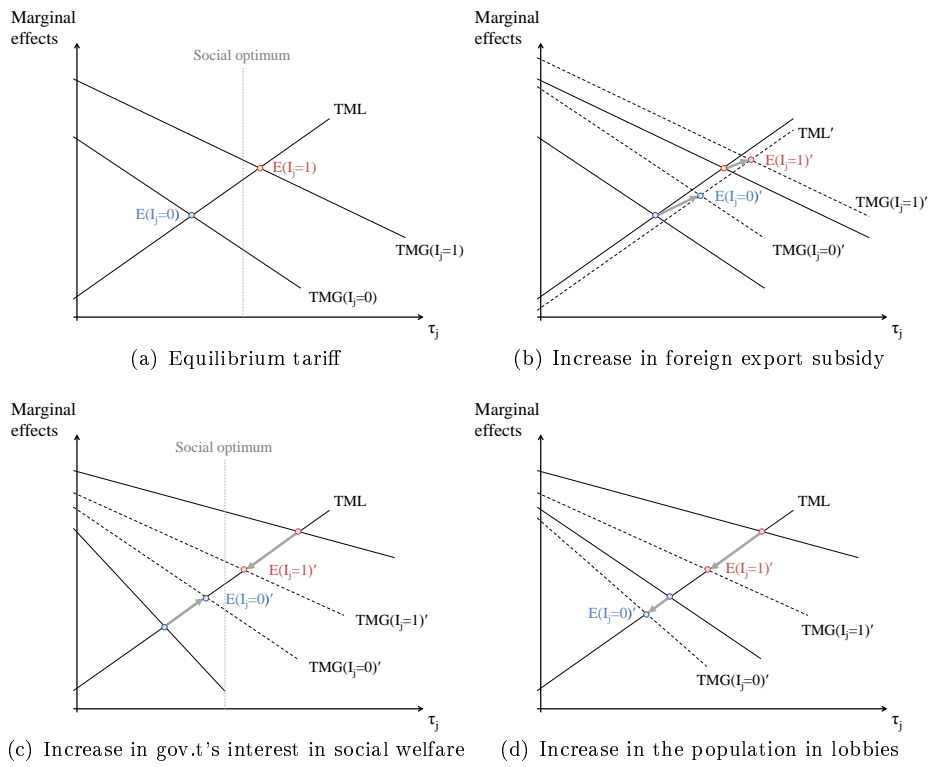 Marginal
effects
Social optimum
TML
E(Ij=1)
E(Ij=0)
TMG(Ij=1)
TMG(Ij=0)
τj
(a) Equilibrium tariff
Marginal
effects
TML′
E(Ij=1)′
E(Ij=0)′
TMG(Ij=1)′
TMG(Ij=0)′
τj
(b) Increase in foreign export subsidy
Marginal
effects
Social optimum
TML
E(Ij=1)′
E(Ij=0)′
TMG(Ij=1)′
TMG(Ij=0)′
τj
(c) Increase in gov.t's interest in social welfare
Marginal
effects
TML
E(Ij=1)′
E(Ij=0)′
TMG(Ij=1)′
TMG(Ij=0)′
τj
(d) Increase in the population in lobbies